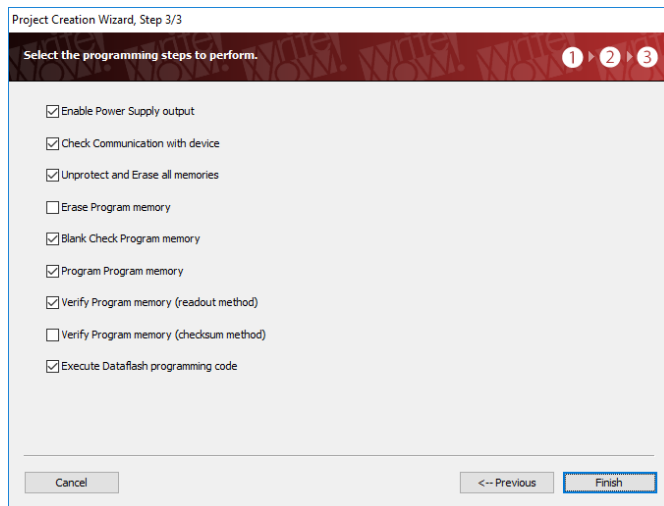 Project Creation Wizard, Step 3/3
Select the programming steps to perform.
1 2 3
Enable Power Supply output
Check Communication with device
Unprotect and Erase all memories
Erase Program memory
Blank Check Program memory
Program Program memory
Verify Program memory (readout method)
Verify Program memory (checksum method)
Execute Dataflash programming code
Cancel
<-- Previous
Finish